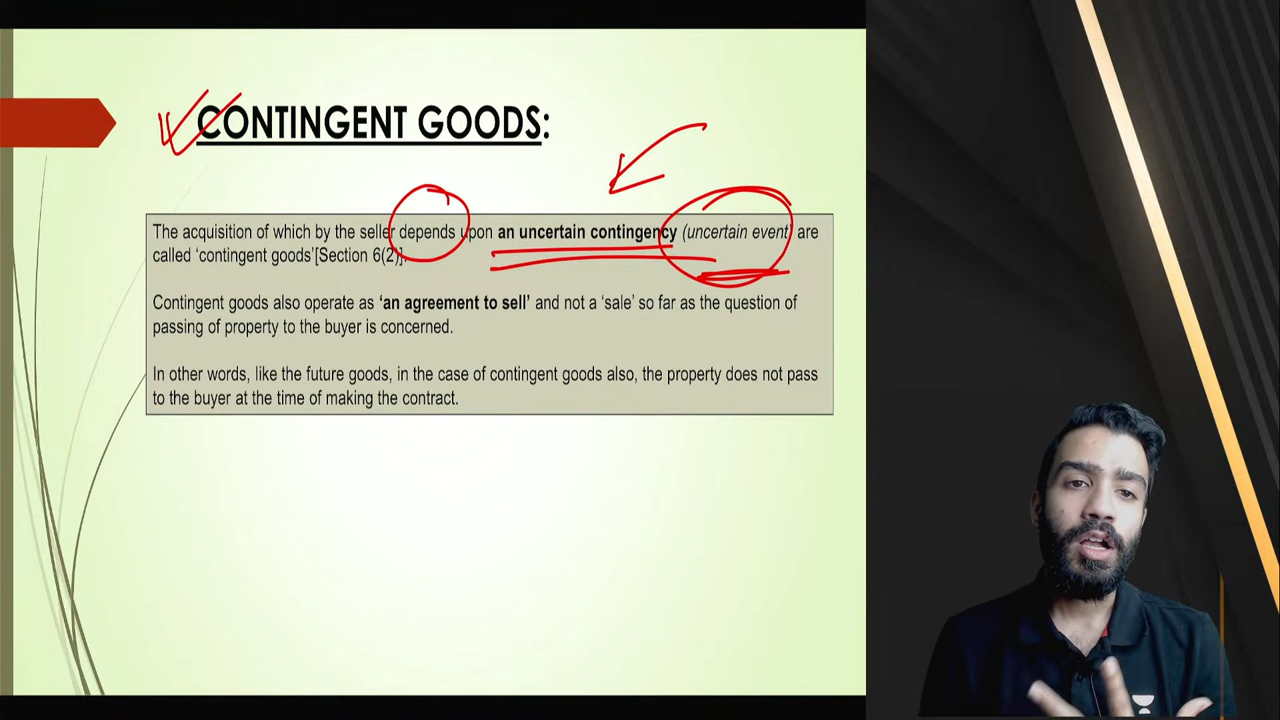 CONTINGENT GOODS:
The acquisition of which by the seller depends upon an uncertain contingency (uncertain event) are
called ‘contingent goods’[Section 6(2)].
Contingent goods also operate as ‘an agreement to sell’ and not a ‘sale’ so far as the question of
passing of property to the buyer is concerned.
In other words, like the future goods, in the case of contingent goods also, the property does not pass
to the buyer at the time of making the contract.